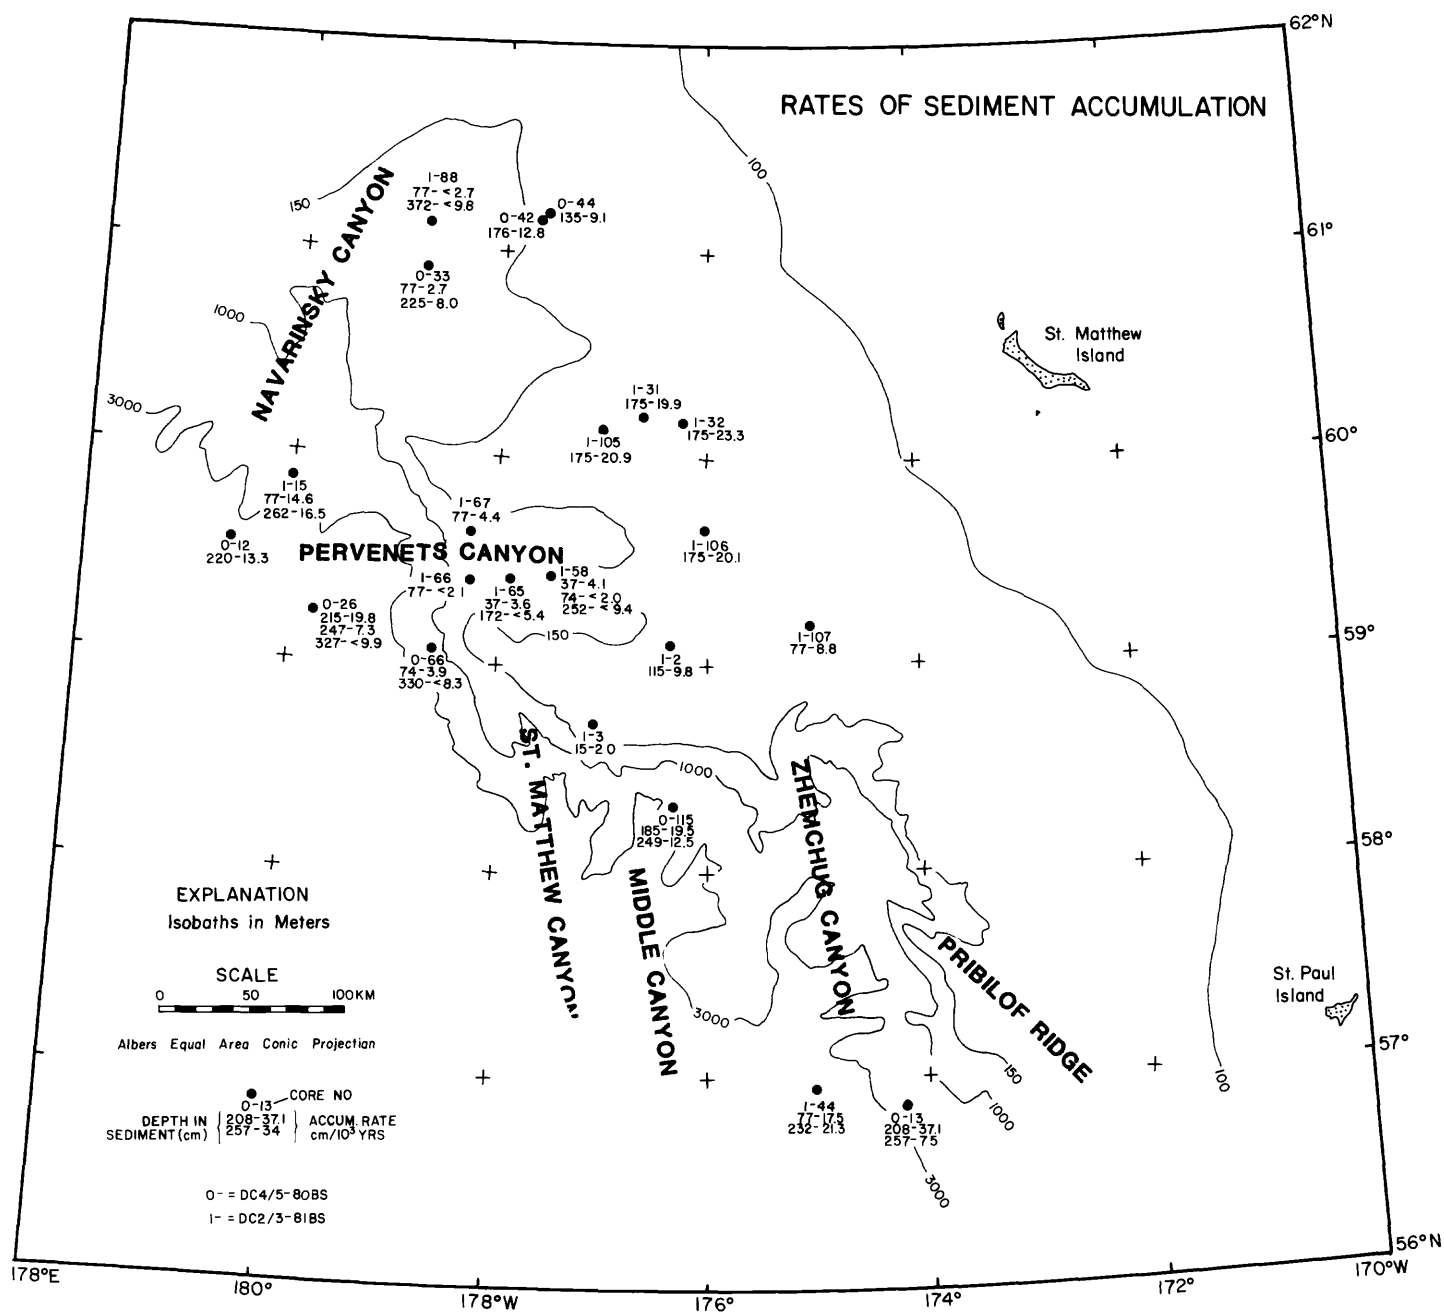 62°N
RATES OF SEDIMENT ACCUMULATION
100
150
NAVARINSKY CANYON
1-88
77-<2.7
372-<9.8
0-42
176-12.8
0-44
135-9.1
61°
0-33
77-2.7
225-8.0
1000
St. Matthew
Island
3000
1-31
175-19.9
1-32
175-23.3
1-105
175-20.9
60°
1-15
77-14.6
262-16.5
1-67
77-4.4
0-12
220-13.3
PERVENETS CANYON
1-106
175-20.1
1-66
77-<2.1
1-65
37-3.6
172-<5.4
1-58
37-4.1
74-<2.0
252-<9.4
0-26
215-19.8
247-7.3
327-<9.9
150
1-107
77-8.8
59°
0-66
74-3.9
330-<8.3
1-2
115-9.8
1-3
15-2.0
ST. MATTHEW CANYON
1000
ZHEMCHUG CANYON
0-115
185-19.5
249-12.5
58°
MIDDLE CANYON
EXPLANATION
Isobaths in Meters
PRIBILOF RIDGE
SCALE
0 50 100KM
St. Paul
Island
3000
Albers Equal Area Conic Projection
57°
150
100
1000
CORE NO
0-13
DEPTH IN
SEDIMENT(cm)
208-37.1
257-34
ACCUM. RATE
cm/10³ YRS
1-44
77-17.5
232-21.3
0-13
208-37.1
257-75
3000
0- = DC4/5-80BS
1- = DC2/3-81BS
56°N
178°E
180°
178°W
176°
174°
172°
170°W